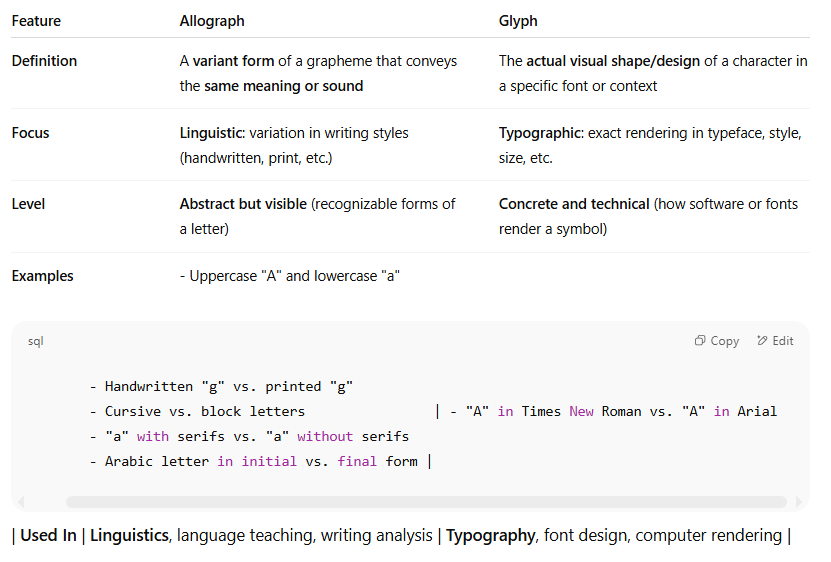 Feature Allograph Glyph
Definition A variant form of a grapheme that conveys The actual visual shape/design of a character in
the same meaning or sound a specific font or context
Focus Linguistic: variation in writing styles Typographic: exact rendering in typeface, style,
(handwritten, print, etc.) size, etc.
Level Abstract but visible (recognizable forms of Concrete and technical (how software or fonts
a letter) render a symbol)
Examples - Uppercase "A" and lowercase "a"
sql Copy Edit
- Handwritten "g" vs. printed "g"
- Cursive vs. block letters | - "A" in Times New Roman vs. "A" in Arial
- "a" with serifs vs. "a" without serifs
- Arabic letter in initial vs. final form |
| Used In | Linguistics, language teaching, writing analysis | Typography, font design, computer rendering |